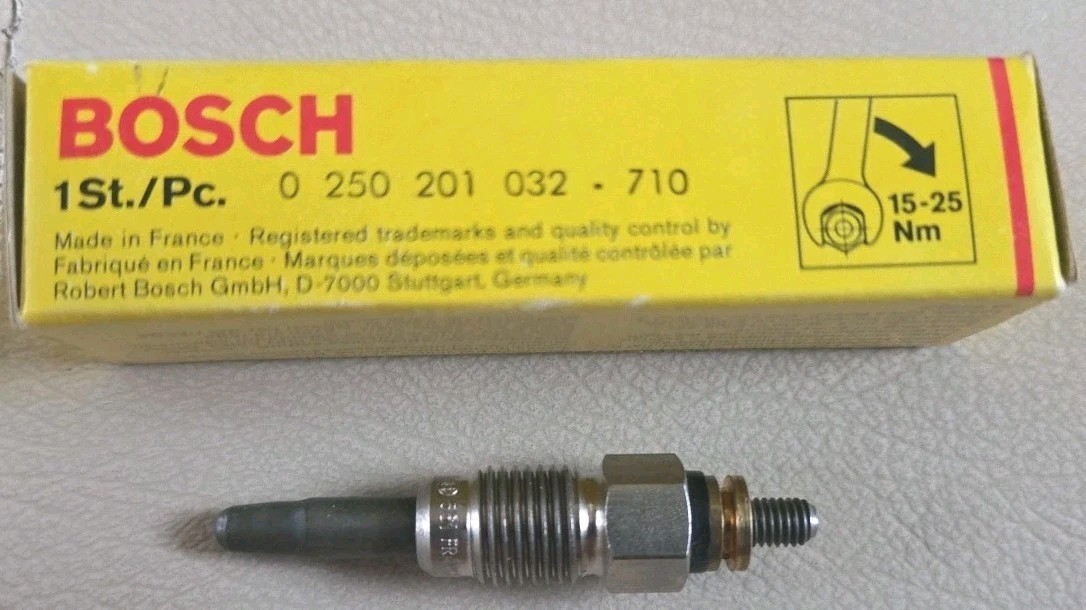 BOSCH
1St./Pc. 0 250 201 032 - 710
Made in France · Registered trademarks and quality control by
Fabriqué en France · Marques déposées et qualité contrôlée par
Robert Bosch GmbH, D-7000 Stuttgart, Germany
15-25
Nm
FR